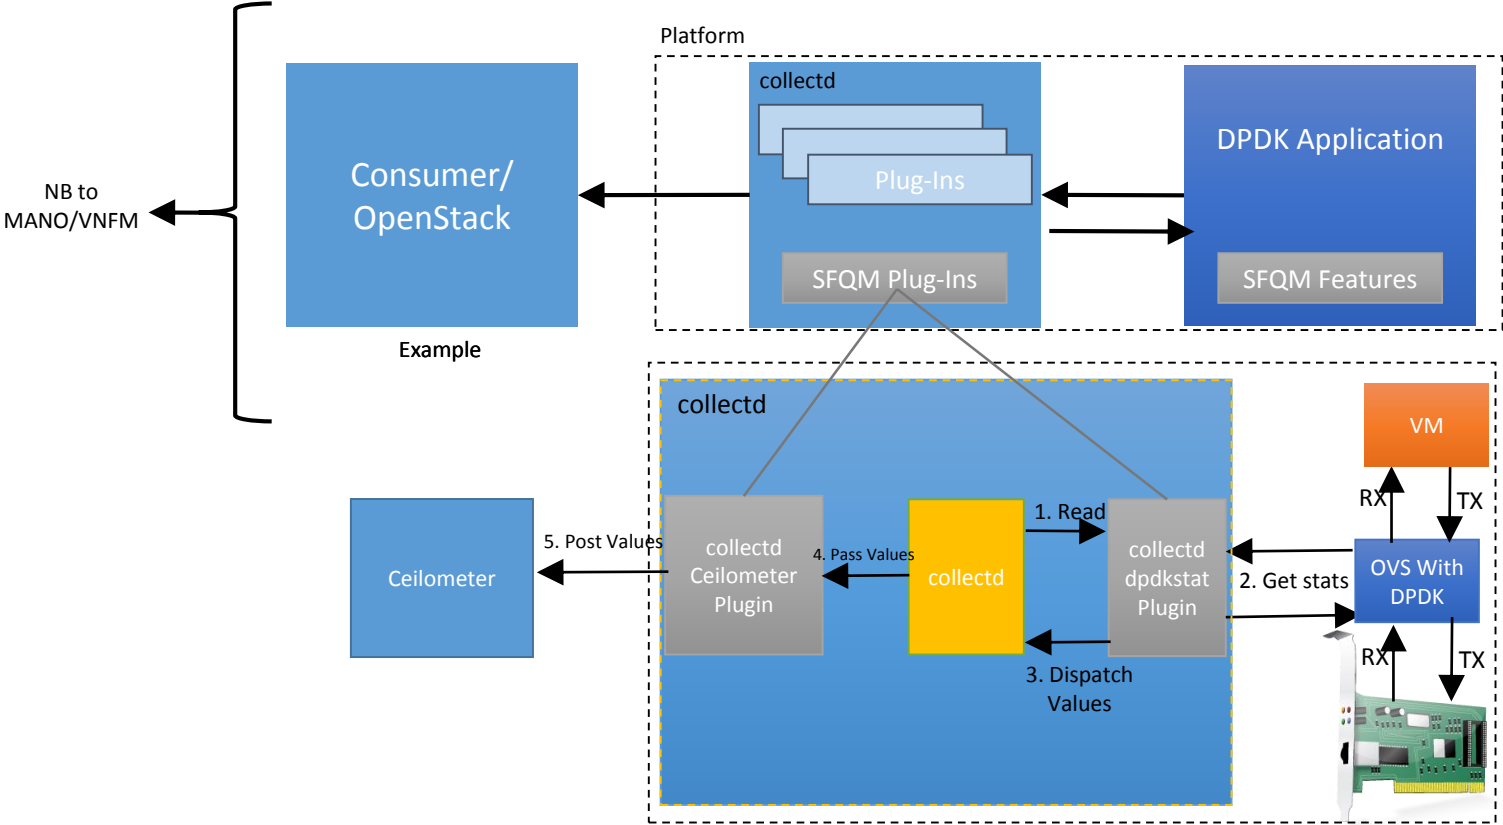 Platform
collectd
Plug-Ins
SFQM Plug-Ins
DPDK Application
SFQM Features
Consumer/
OpenStack
Example
NB to
MANO/VNFM
collectd
VM
RX
TX
1. Read
collectd
Ceilometer
Plugin
collectd
collectd
dpdkstat
Plugin
Ceilometer
5. Post Values
4. Pass Values
2. Get stats
OVS With
DPDK
3. Dispatch
Values
RX
TX